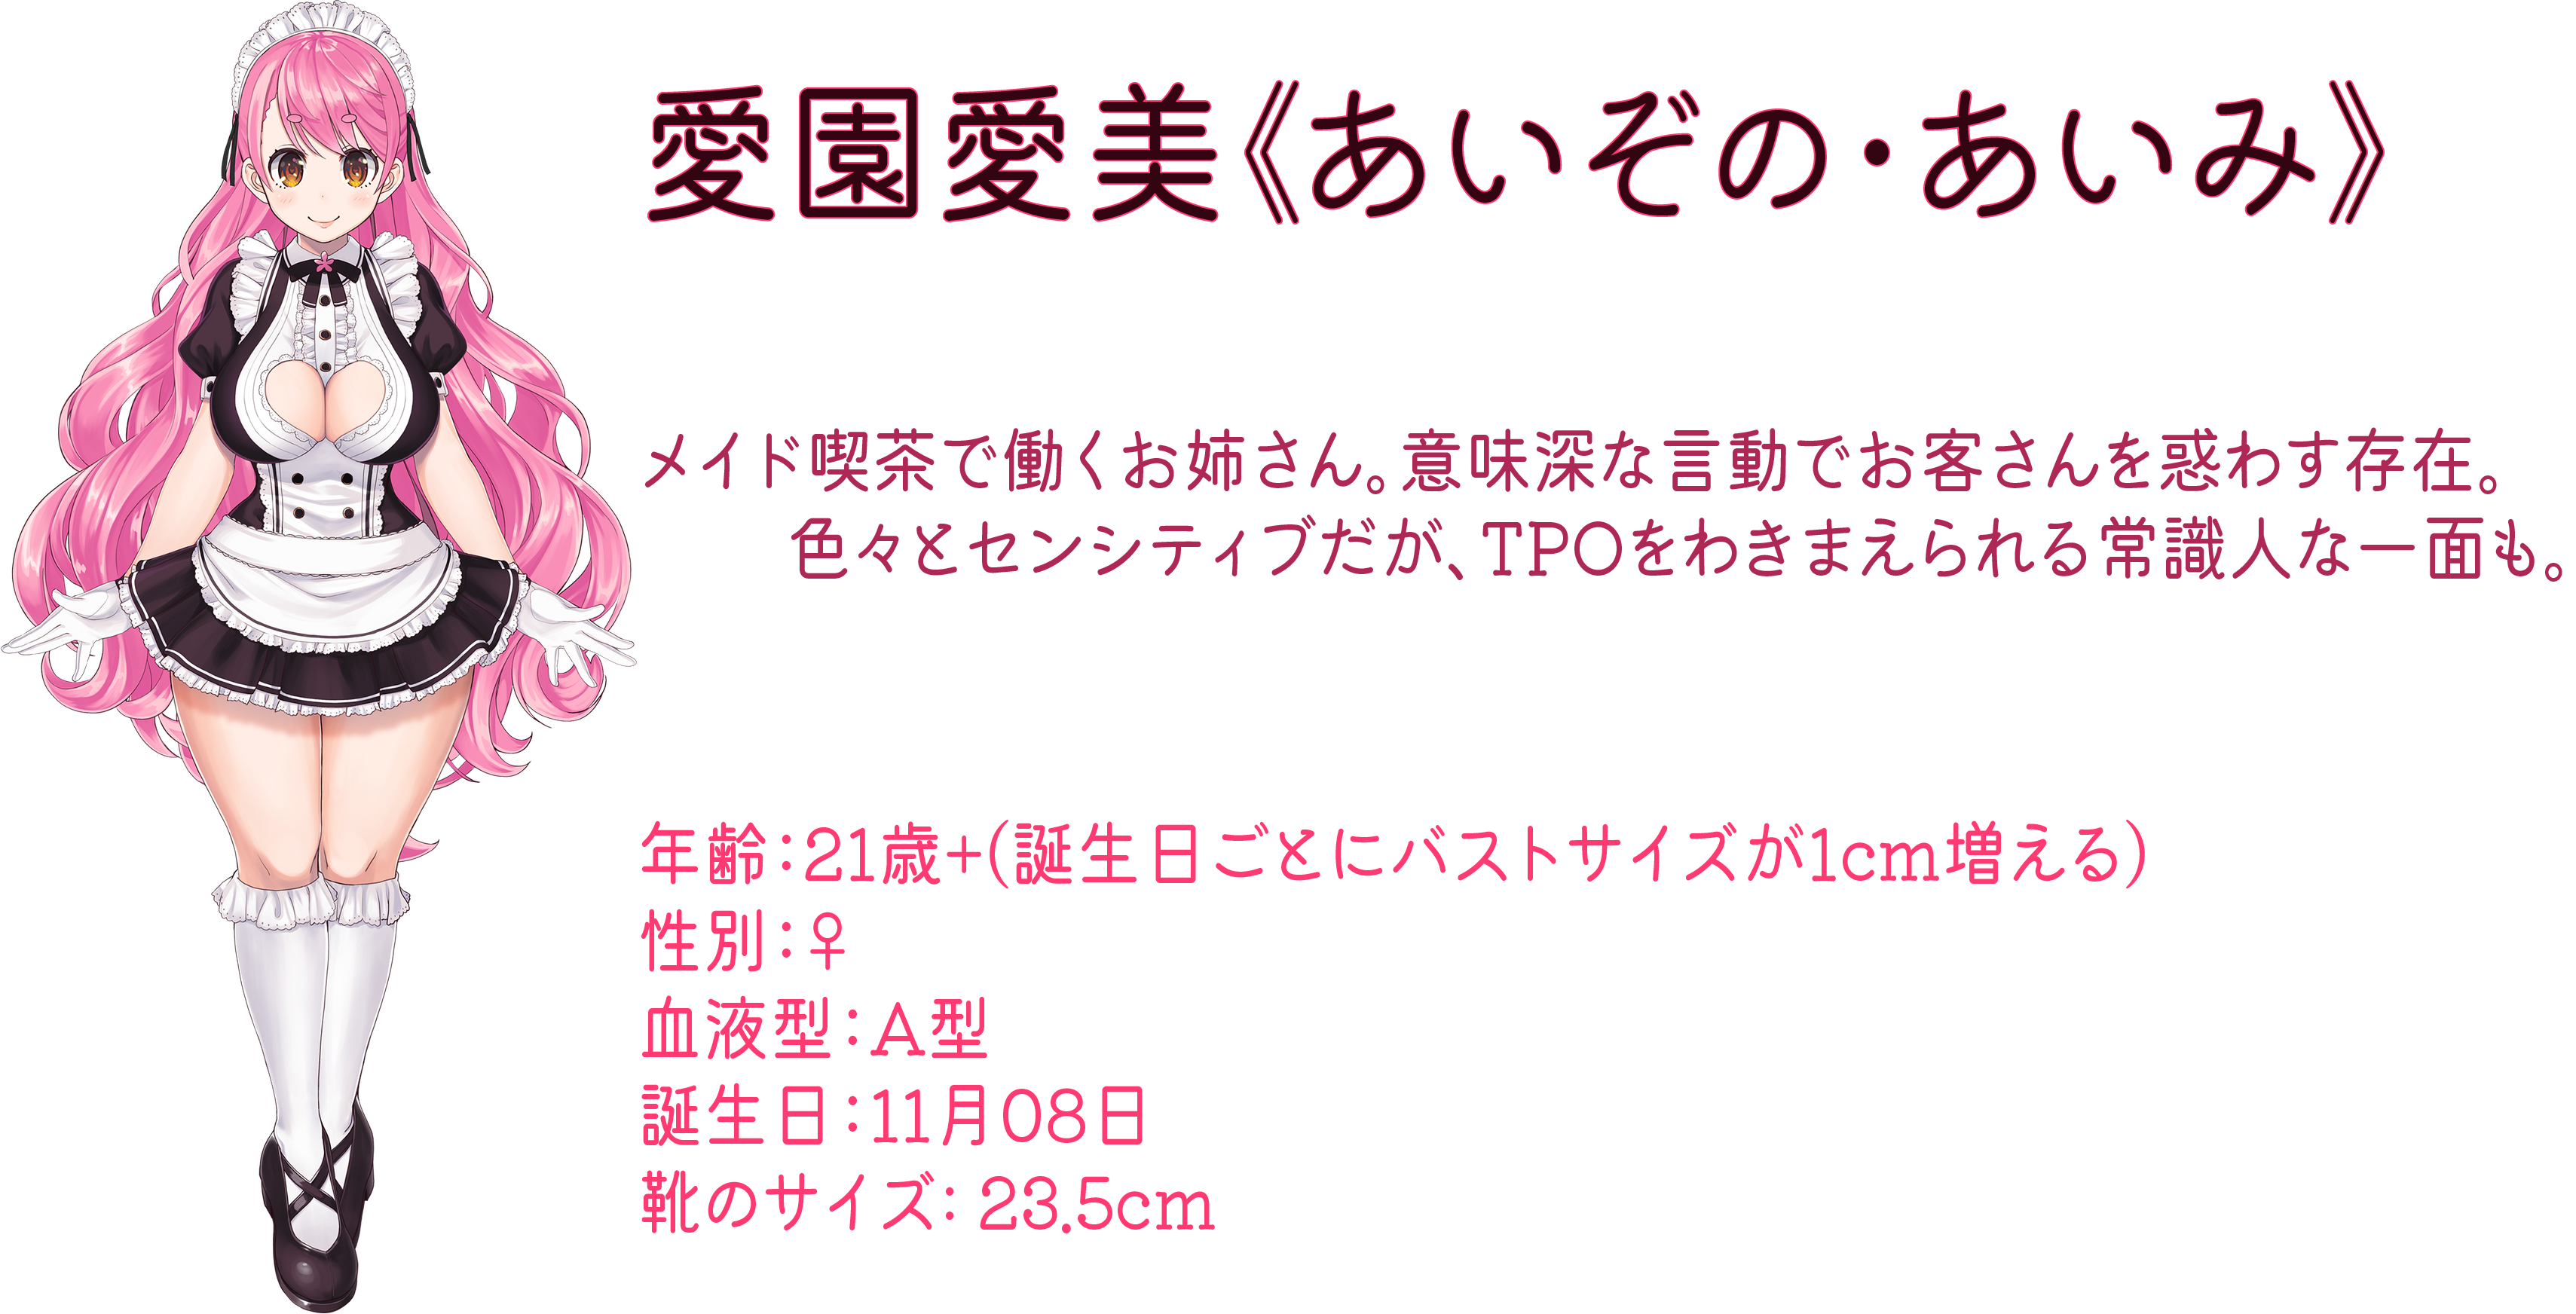 愛園愛美《あいぞの・あいみ》
メイド喫茶で働くお姉さん。意味深な言動でお客さんを惑わす存在。
色々とセンシティブだが、TPOをわきまえられる常識人な一面も。
年齢：21歳+(誕生日ごとにバストサイズが1cm増える)
性別：♀
血液型：A型
誕生日：11月08日
靴のサイズ： 23.5cm